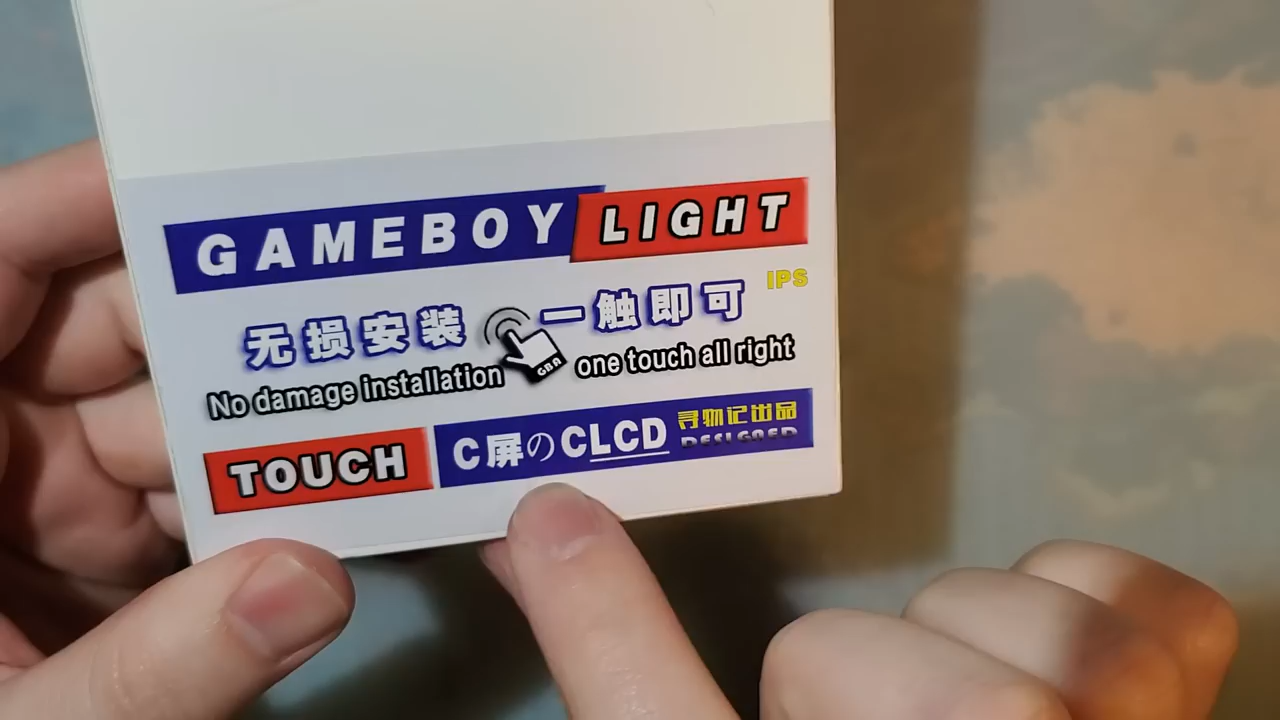 GAMEBOY LIGHT
IPS
无损安装 一触即可
GBA
No damage installation one touch all right
TOUCH C屏のCLCD 寻物记出品
DESIGNED